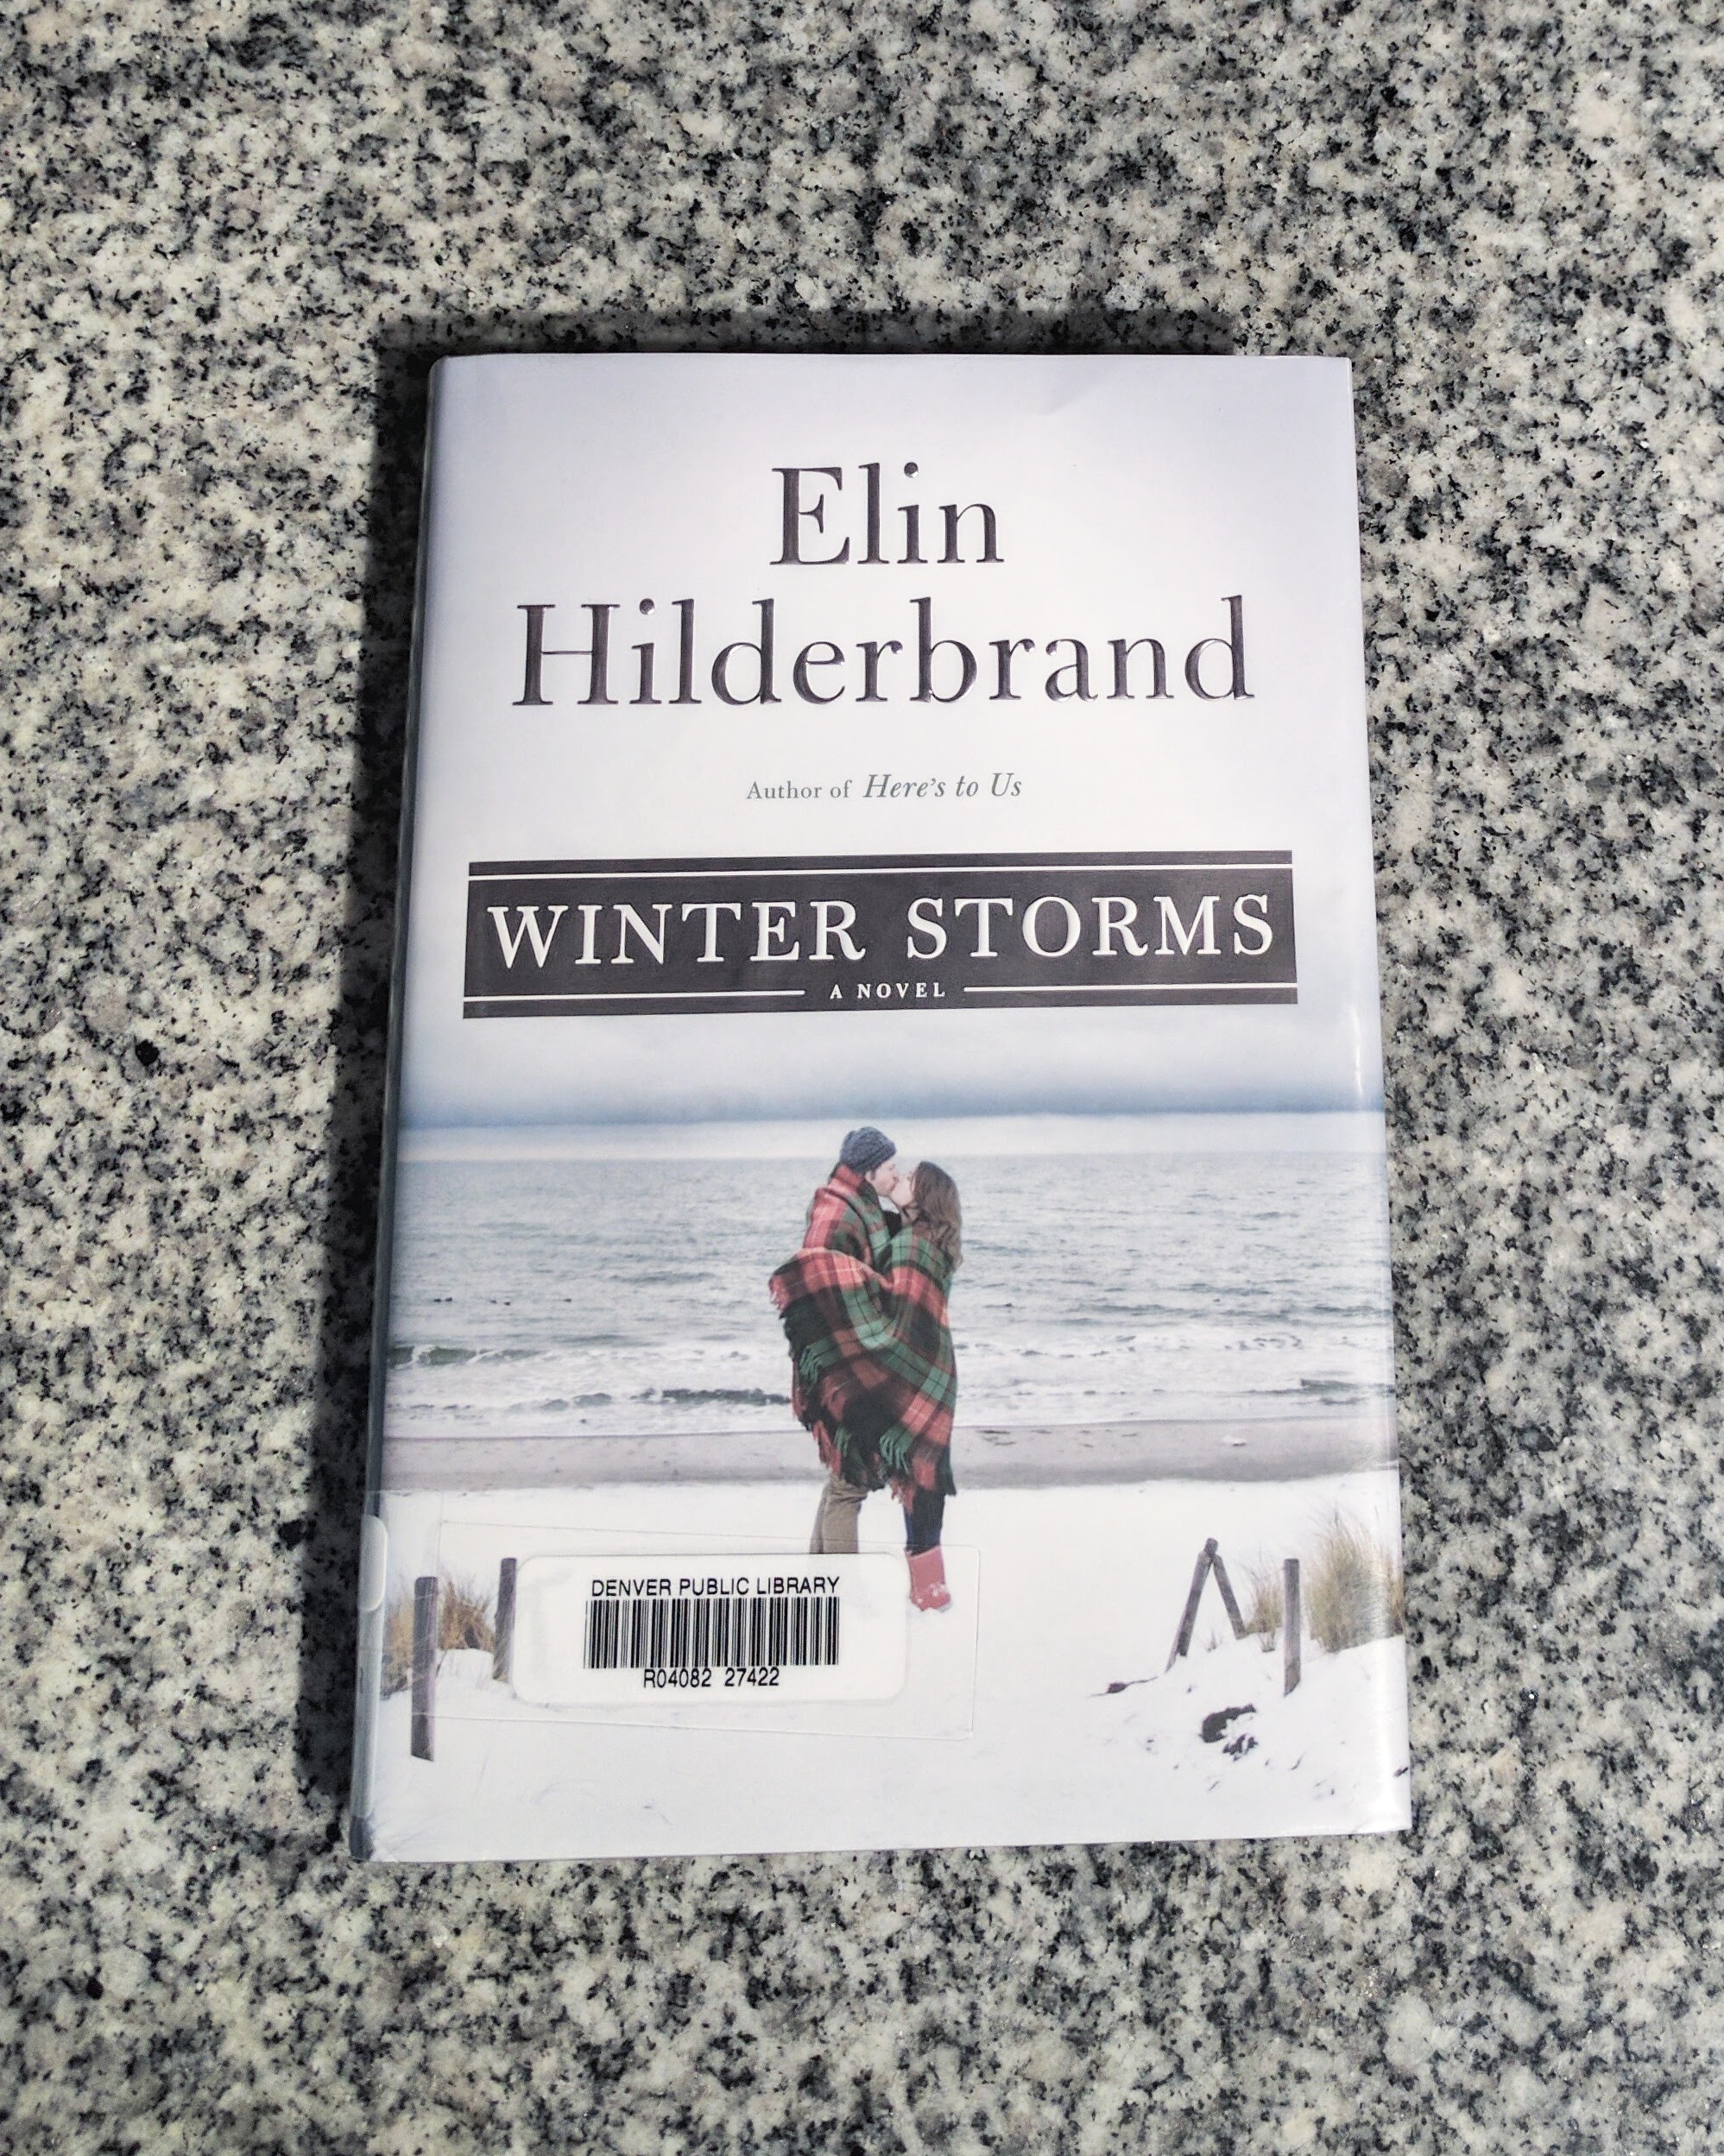 Elin
Hilderbrand
Author of Here's to Us
WINTER STORMS
A NOVEL
DENVER PUBLIC LIBRARY
R04082 27422